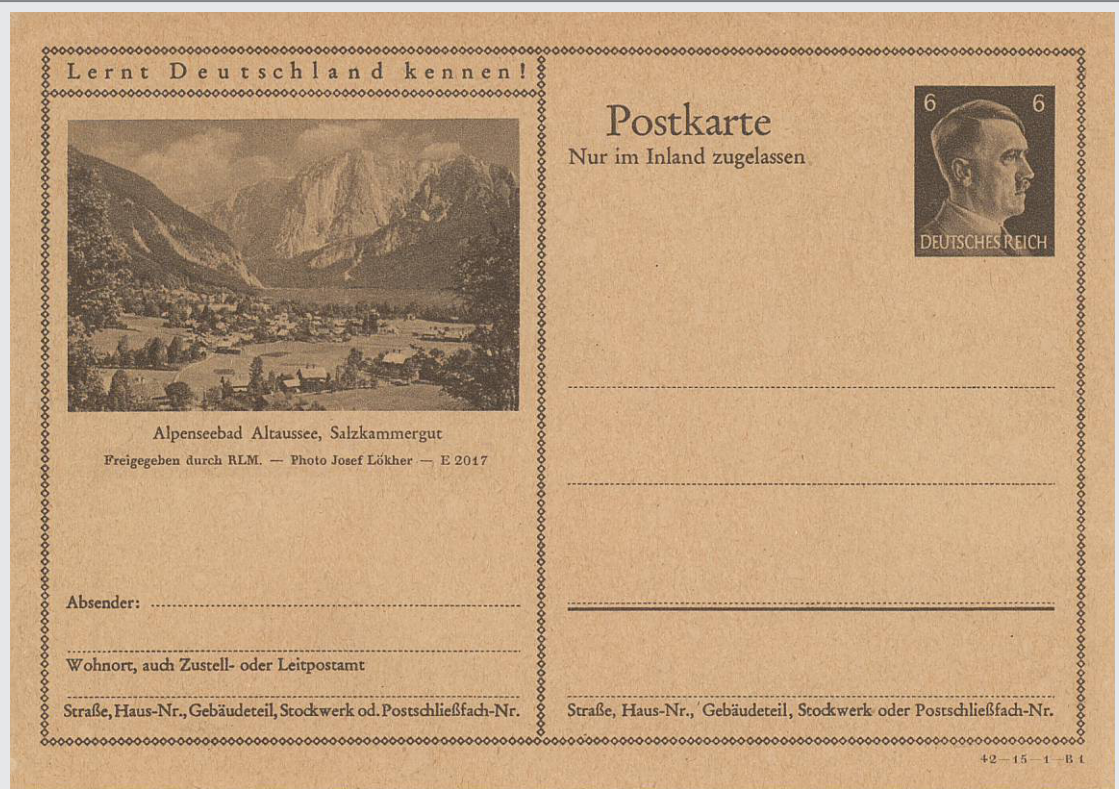 Lernt Deutschland kennen!
Alpenseebad Altaussee, Salzkammergut
Freigegeben durch RLM. — Photo Josef Lökher — E 2017
Absender:
Wohnort, auch Zustell- oder Leitpostamt
Straße, Haus-Nr., Gebäudeteil, Stockwerk od. Postschließfach-Nr.
Postkarte
Nur im Inland zugelassen
6 6
DEUTSCHES REICH
Straße, Haus-Nr., Gebäudeteil, Stockwerk oder Postschließfach-Nr.
42—15—1—B 1